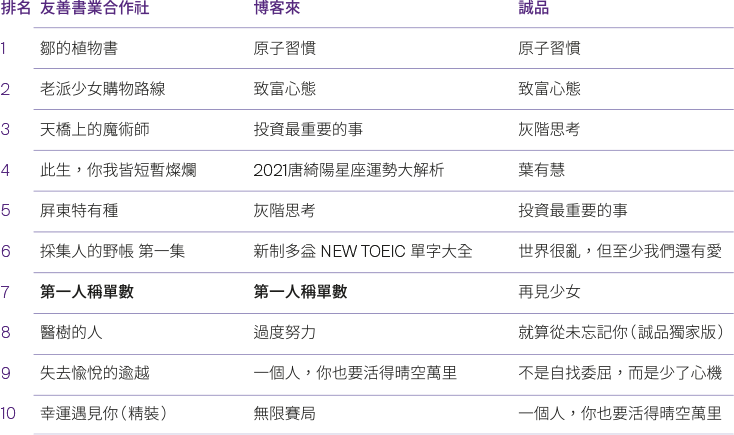 排名 友善書業合作社 博客來 誠品
1 鄒的植物書 原子習慣 原子習慣
2 老派少女購物路線 致富心態 致富心態
3 天橋上的魔術師 投資最重要的事 灰階思考
4 此生，你我皆短暫燦爛 2021唐綺陽星座運勢大解析 葉有慧
5 屏東特有種 灰階思考 投資最重要的事
6 採集人的野帳 第一集 新制多益 NEW TOEIC 單字大全 世界很亂，但至少我們還有愛
7 第一人稱單數 第一人稱單數 再見少女
8 醫樹的人 過度努力 就算從未忘記你（誠品獨家版）
9 失去愉悅的逾越 一個人，你也要活得晴空萬里 不是自找委屈，而是少了心機
10 幸運遇見你（精裝） 無限賽局 一個人，你也要活得晴空萬里